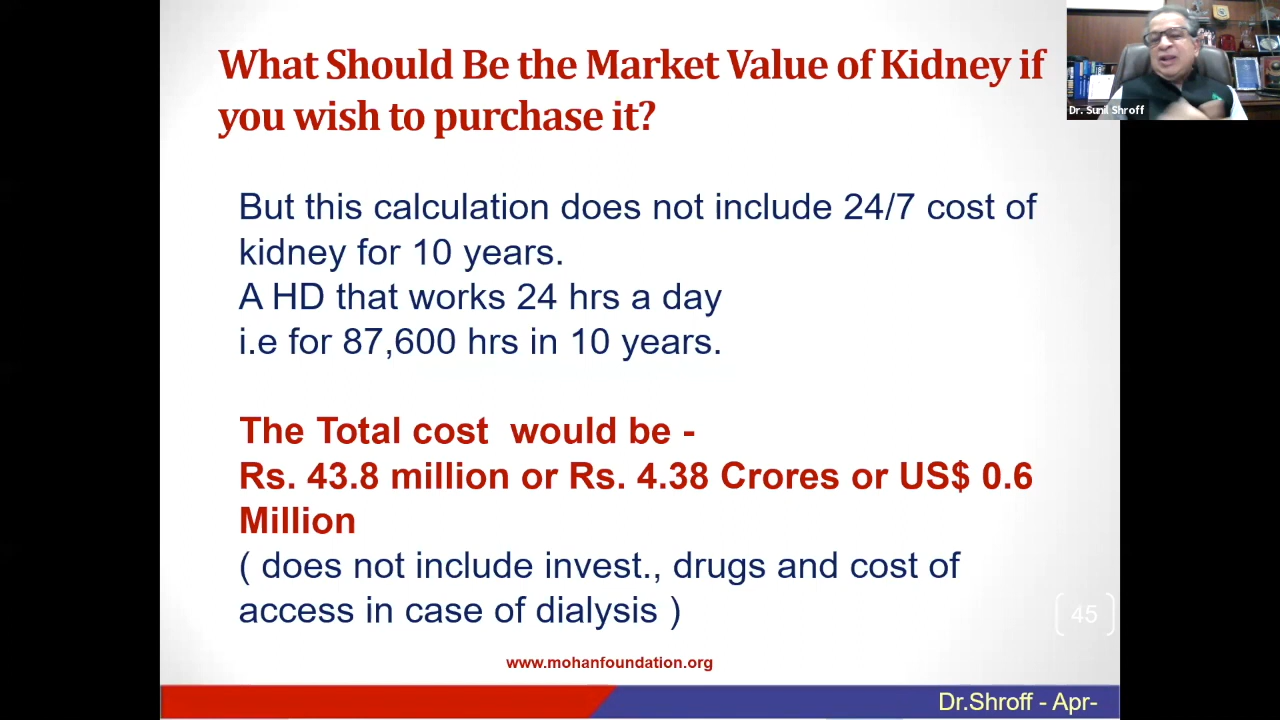 What Should Be the Market Value of Kidney if
you wish to purchase it?
Dr. Sunil Shroff
But this calculation does not include 24/7 cost of
kidney for 10 years.
A HD that works 24 hrs a day
i.e for 87,600 hrs in 10 years.
The Total cost would be -
Rs. 43.8 million or Rs. 4.38 Crores or US$ 0.6
Million
( does not include invest., drugs and cost of
access in case of dialysis )
45
www.mohanfoundation.org
Dr.Shroff - Apr-